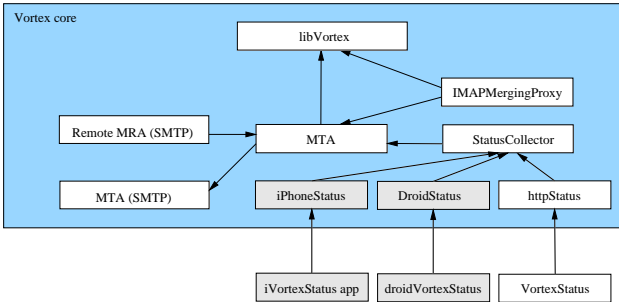 Vortex core
libVortex
IMAPMergingProxy
Remote MRA (SMTP)
MTA
StatusCollector
MTA (SMTP)
iPhoneStatus
DroidStatus
httpStatus
iVortexStatus app
droidVortexStatus
VortexStatus